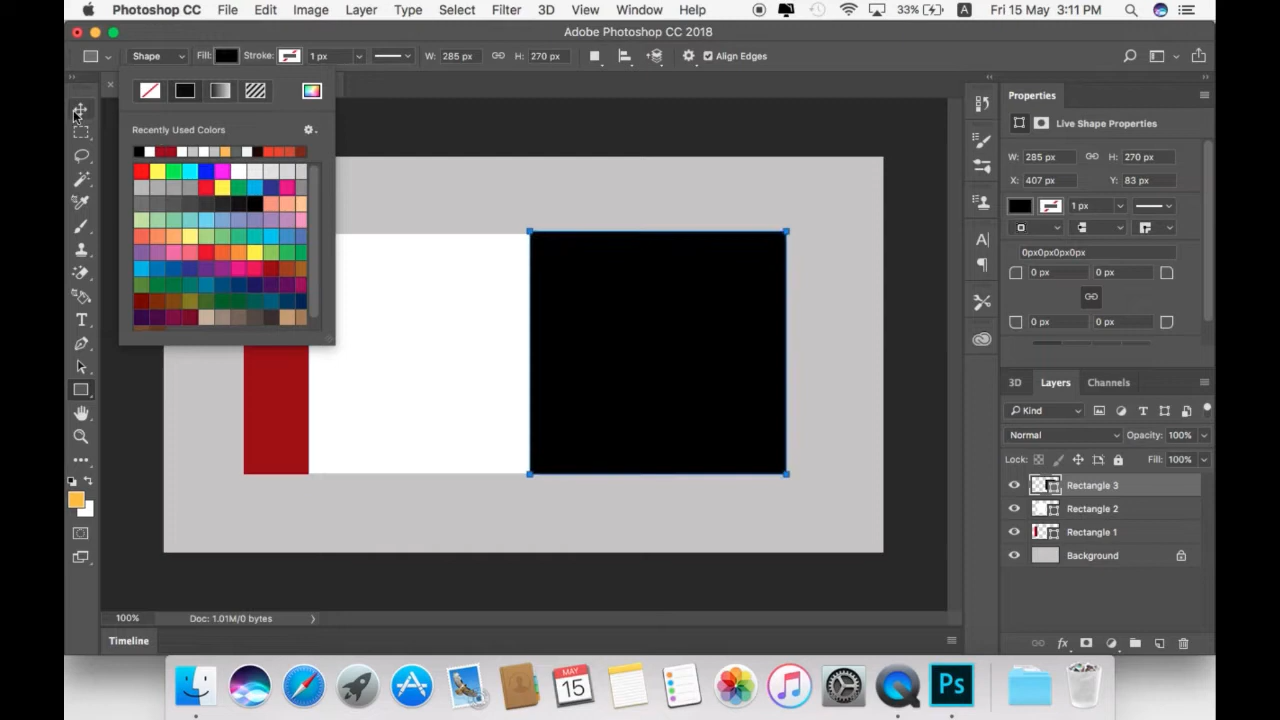 Photoshop CC File Edit Image Layer Type Select Filter 3D View Window Help 33% A Fri 15 May 3:11 PM
Adobe Photoshop CC 2018
Shape Fill: Stroke: 1 px W: 285 px H: 270 px Align Edges
Recently Used Colors
Properties
Live Shape Properties
W: 285 px H: 270 px
X: 407 px Y: 83 px
1 px
0px0px0px0px
0 px 0 px
0 px 0 px
3D Layers Channels
Kind
Normal Opacity: 100%
Lock: Fill: 100%
Rectangle 3
Rectangle 2
Rectangle 1
Background
100% Doc: 1.01M/0 bytes
Timeline
fx
MAY
15
Ps